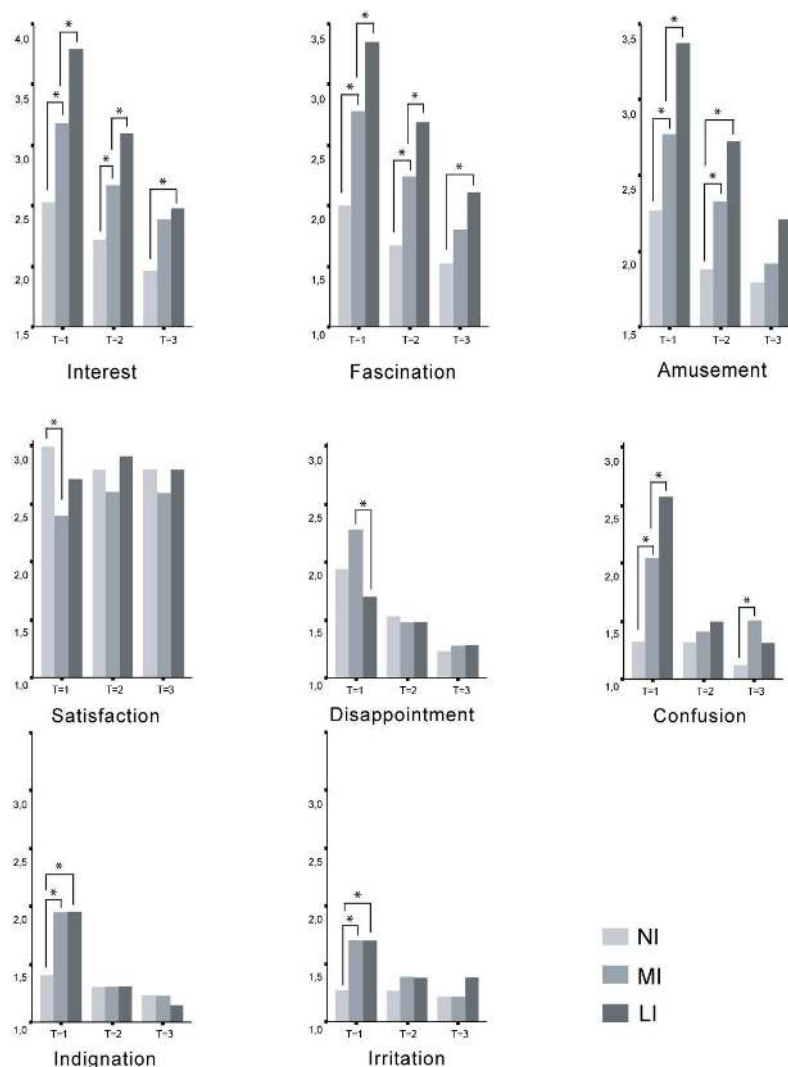 4,0
3,5
3,0
2,5
2,0
1,5
* * * * *
T=1 T=2 T=3
Interest
3,5
3,0
2,5
2,0
1,5
1,0
* * * * *
T=1 T=2 T=3
Fascination
3,5
3,0
2,5
2,0
1,5
* * * *
T=1 T=2 T=3
Amusement
3,0
2,5
2,0
1,5
1,0
*
T=1 T=2 T=3
Satisfaction
3,0
2,5
2,0
1,5
1,0
*
T=1 T=2 T=3
Disappointment
3,0
2,5
2,0
1,5
1,0
* * *
T=1 T=2 T=3
Confusion
3,0
2,5
2,0
1,5
1,0
* *
T=1 T=2 T=3
Indignation
3,0
2,5
2,0
1,5
1,0
* *
T=1 T=2 T=3
Irritation
NI
MI
LI